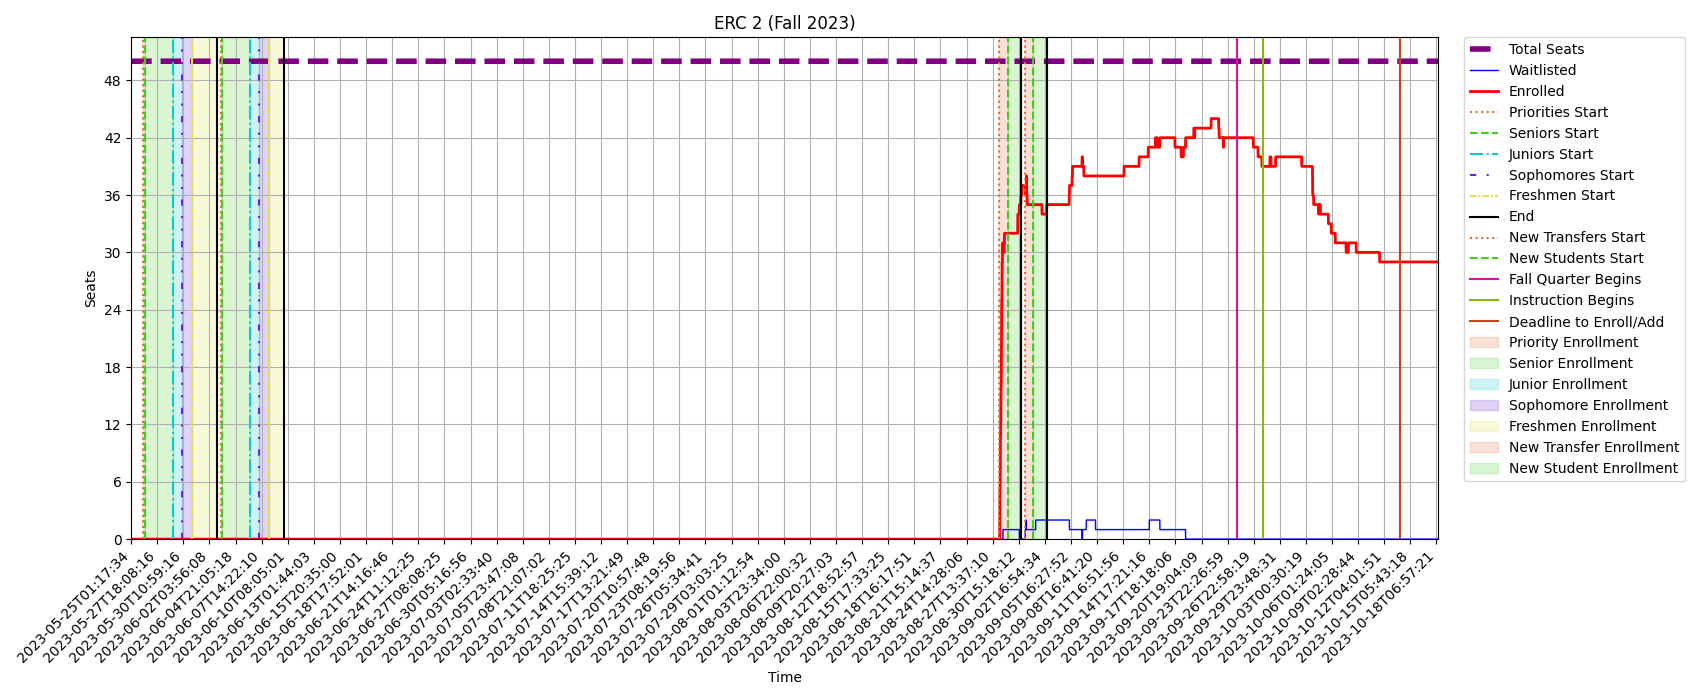 ERC 2 (Fall 2023)
Seats
48
42
36
30
24
18
12
6
0
2023-05-25T01:17:34
2023-05-27T18:08:16
2023-05-30T10:59:16
2023-06-02T03:56:08
2023-06-04T21:05:18
2023-06-07T14:22:10
2023-06-10T08:05:01
2023-06-13T01:44:03
2023-06-15T20:35:00
2023-06-18T17:52:01
2023-06-21T14:16:46
2023-06-24T11:12:25
2023-06-27T08:08:25
2023-06-30T05:16:56
2023-07-03T02:33:40
2023-07-05T23:47:08
2023-07-08T21:07:02
2023-07-11T18:25:25
2023-07-14T15:39:12
2023-07-17T13:21:49
2023-07-20T10:57:48
2023-07-23T08:19:56
2023-07-26T05:34:41
2023-07-29T03:03:25
2023-08-01T01:12:54
2023-08-03T23:34:00
2023-08-06T22:00:32
2023-08-09T20:27:03
2023-08-12T18:52:57
2023-08-15T17:33:25
2023-08-18T16:17:51
2023-08-21T15:14:37
2023-08-24T14:28:06
2023-08-27T13:37:10
2023-08-30T15:18:12
2023-09-02T16:54:34
2023-09-05T16:27:52
2023-09-08T16:41:20
2023-09-11T16:51:56
2023-09-14T17:21:16
2023-09-17T18:18:06
2023-09-20T19:04:09
2023-09-23T22:26:59
2023-09-26T22:58:19
2023-09-29T23:48:31
2023-10-03T00:30:19
2023-10-06T01:24:05
2023-10-09T02:28:44
2023-10-12T04:01:51
2023-10-15T05:43:18
2023-10-18T06:57:21
Time
Total Seats
Waitlisted
Enrolled
Priorities Start
Seniors Start
Juniors Start
Sophomores Start
Freshmen Start
End
New Transfers Start
New Students Start
Fall Quarter Begins
Instruction Begins
Deadline to Enroll/Add
Priority Enrollment
Senior Enrollment
Junior Enrollment
Sophomore Enrollment
Freshmen Enrollment
New Transfer Enrollment
New Student Enrollment